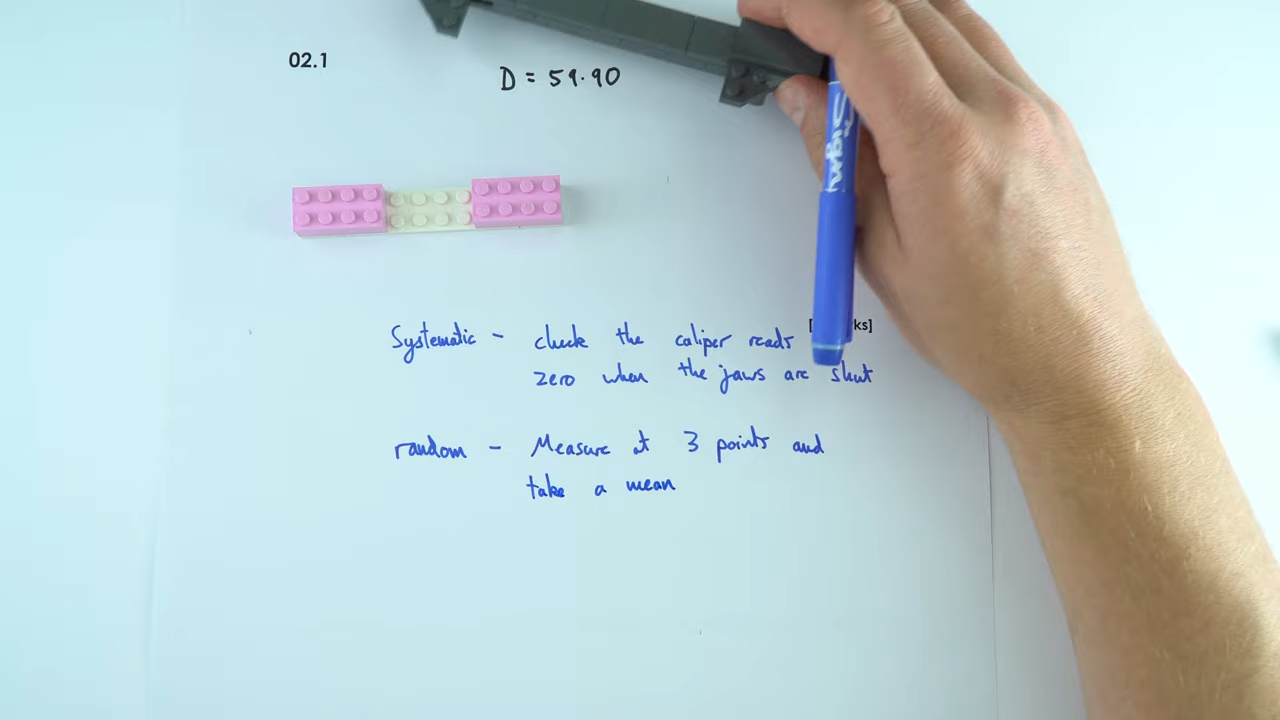 02.1
D = 59.90
Systematic - check the caliper reads
zero when the jaws are shut
random - Measure at 3 points and
take a mean